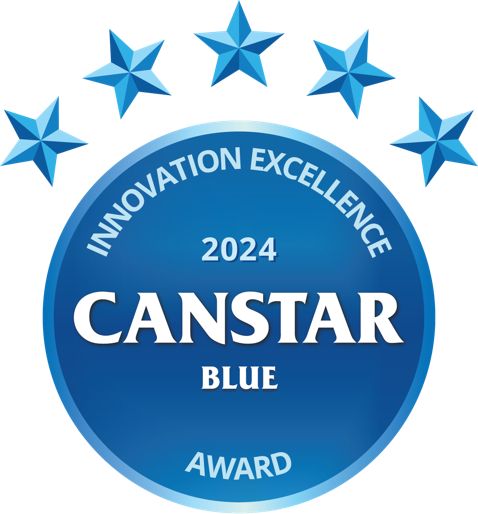 INNOVATION EXCELLENCE
2024
CANSTAR
BLUE
AWARD